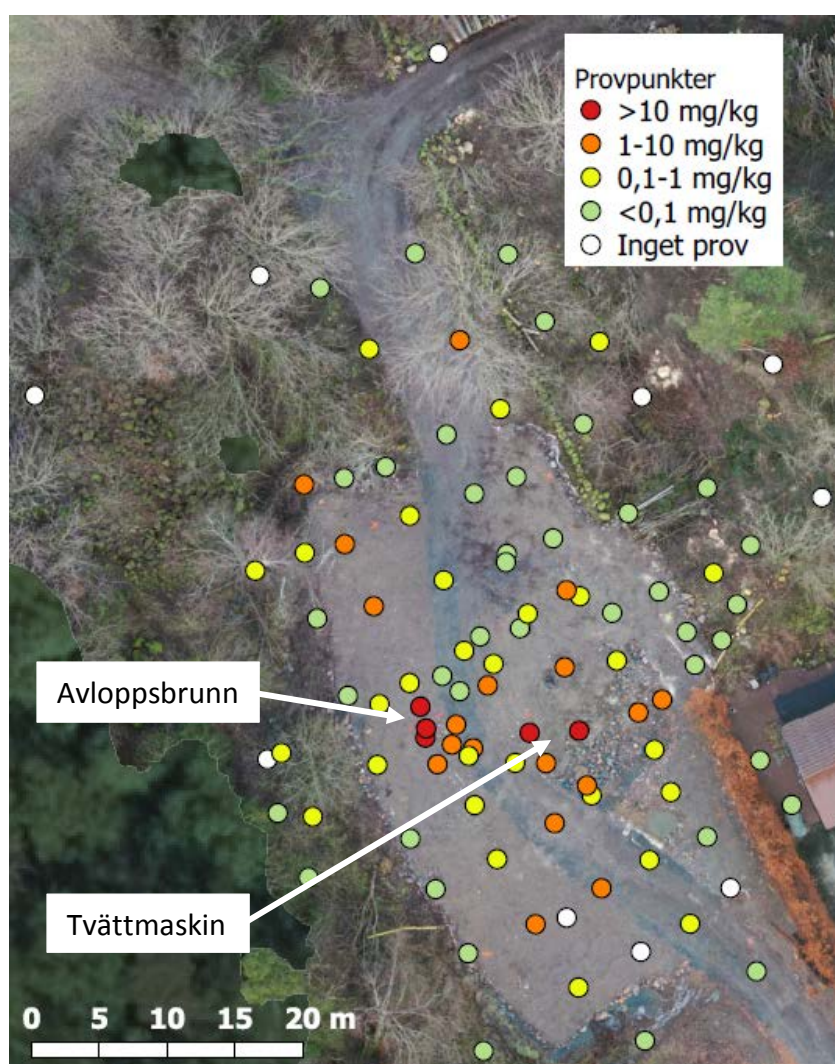 Provpunkter
>10 mg/kg
1-10 mg/kg
0,1-1 mg/kg
<0,1 mg/kg
Inget prov
Avloppsbrunn
Tvättmaskin
0 5 10 15 20 m